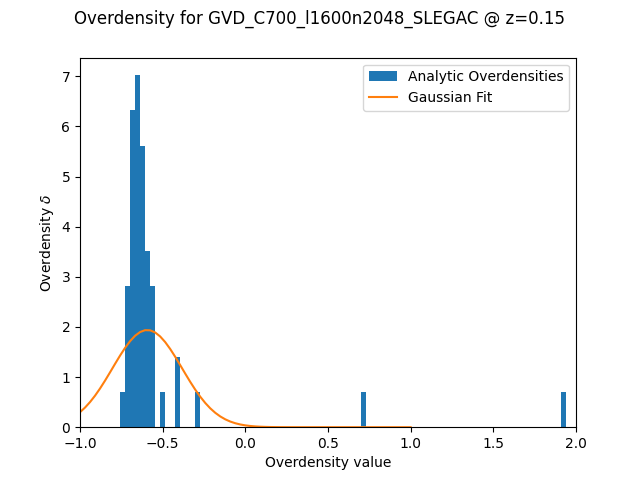 Overdensity for GVD_C700_l1600n2048_SLEGAC @ z=0.15
Analytic Overdensities
Gaussian Fit
Overdensity δ
7
6
5
4
3
2
1
0
−1.0 −0.5 0.0 0.5 1.0 1.5 2.0
Overdensity value